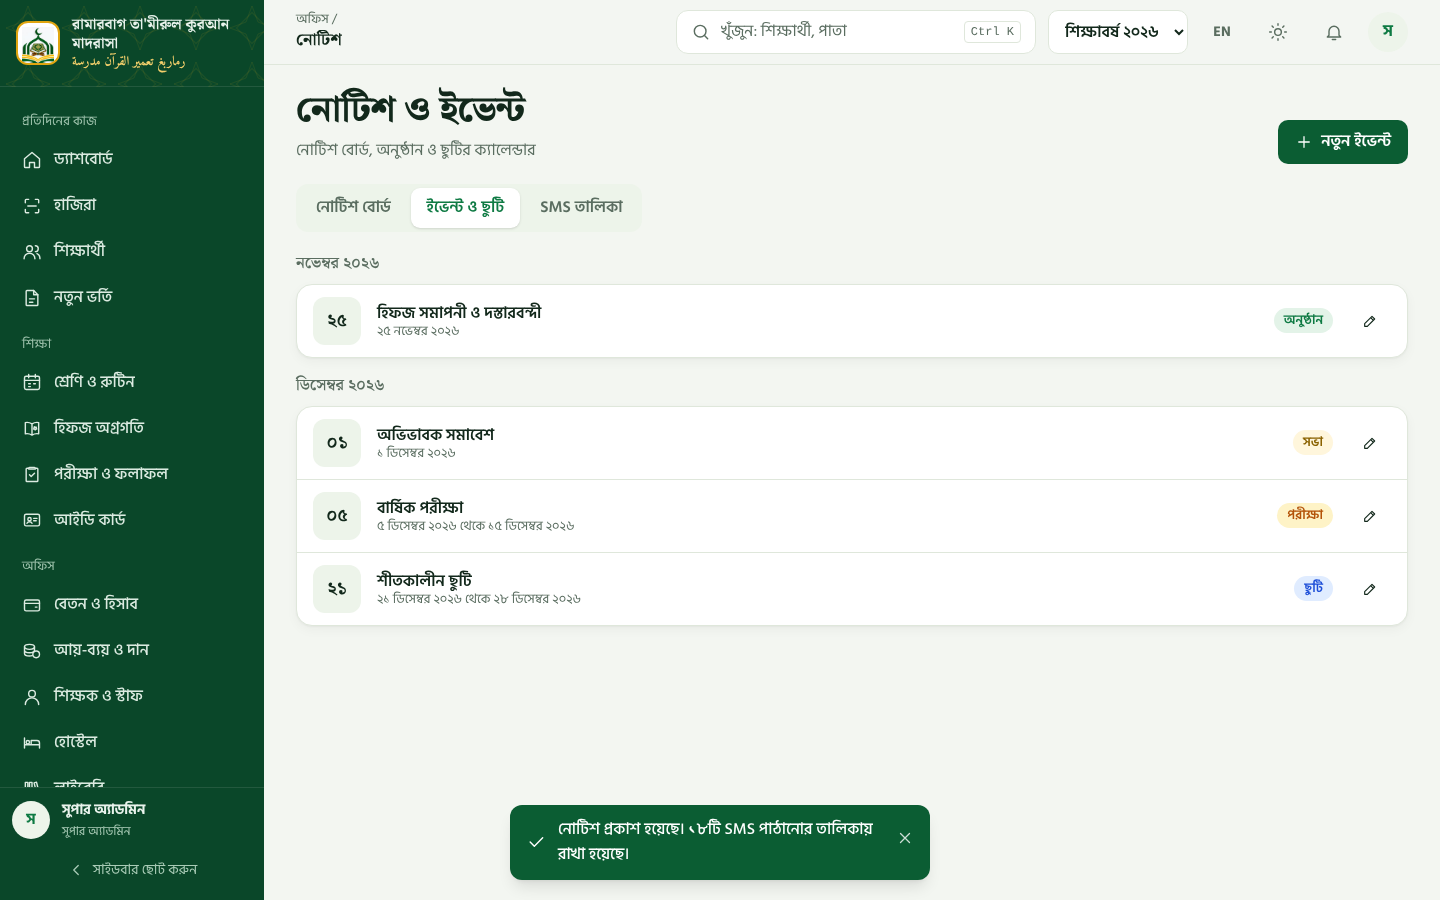 রামারবাগ তা'মীরুল কুরআন
মাদরাসা
رماربغ تعمير القرآن مدرسة
প্রতিদিনের কাজ
ড্যাশবোর্ড
হাজিরা
শিক্ষার্থী
নতুন ভর্তি
শিক্ষা
শ্রেণি ও রুটিন
হিফজ অগ্রগতি
পরীক্ষা ও ফলাফল
আইডি কার্ড
অফিস
বেতন ও হিসাব
আয়-ব্যয় ও দান
শিক্ষক ও স্টাফ
হোস্টেল
সুপার অ্যাডমিন
সুপার অ্যাডমিন
সাইডবার ছোট করুন
অফিস /
নোটিশ
খুঁজুন: শিক্ষার্থী, পাতা Ctrl K
শিক্ষাবর্ষ ২০২৬
EN
স
নোটিশ ও ইভেন্ট
নোটিশ বোর্ড, অনুষ্ঠান ও ছুটির ক্যালেন্ডার
নতুন ইভেন্ট
নোটিশ বোর্ড ইভেন্ট ও ছুটি SMS তালিকা
নভেম্বর ২০২৬
২৫ হিফজ সমাপনী ও দস্তারবন্দী অনুষ্ঠান
২৫ নভেম্বর ২০২৬
ডিসেম্বর ২০২৬
০১ অভিভাবক সমাবেশ সভা
১ ডিসেম্বর ২০২৬
০৫ বার্ষিক পরীক্ষা পরীক্ষা
৫ ডিসেম্বর ২০২৬ থেকে ১৫ ডিসেম্বর ২০২৬
২১ শীতকালীন ছুটি ছুটি
২১ ডিসেম্বর ২০২৬ থেকে ২৮ ডিসেম্বর ২০২৬
নোটিশ প্রকাশ হয়েছে। ১৮টি SMS পাঠানোর তালিকায়
রাখা হয়েছে।
স